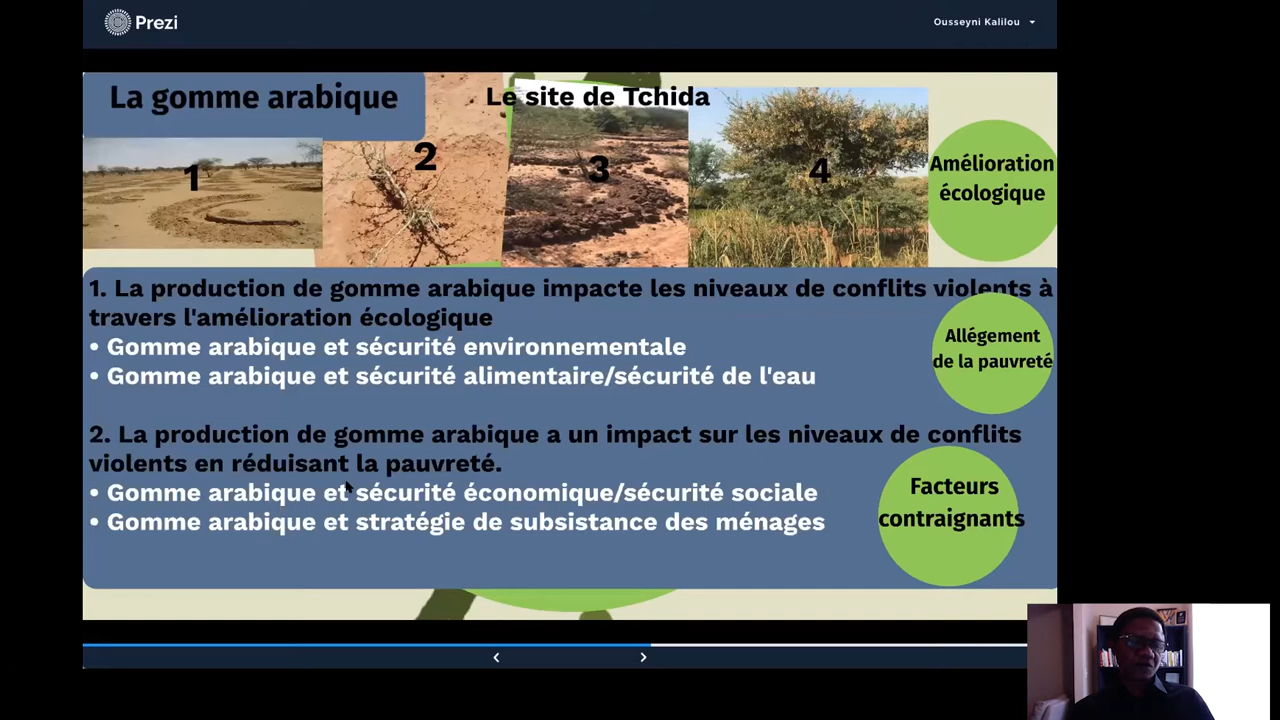 Prezi
Ousseyni Kalilou
La gomme arabique
Le site de Tchida
1
2
3
4
Amélioration
écologique
1. La production de gomme arabique impacte les niveaux de conflits violents à
travers l'amélioration écologique
• Gomme arabique et sécurité environnementale
• Gomme arabique et sécurité alimentaire/sécurité de l'eau
Allégement
de la pauvreté
2. La production de gomme arabique a un impact sur les niveaux de conflits
violents en réduisant la pauvreté.
• Gomme arabique et sécurité économique/sécurité sociale
• Gomme arabique et stratégie de subsistance des ménages
Facteurs
contraignants